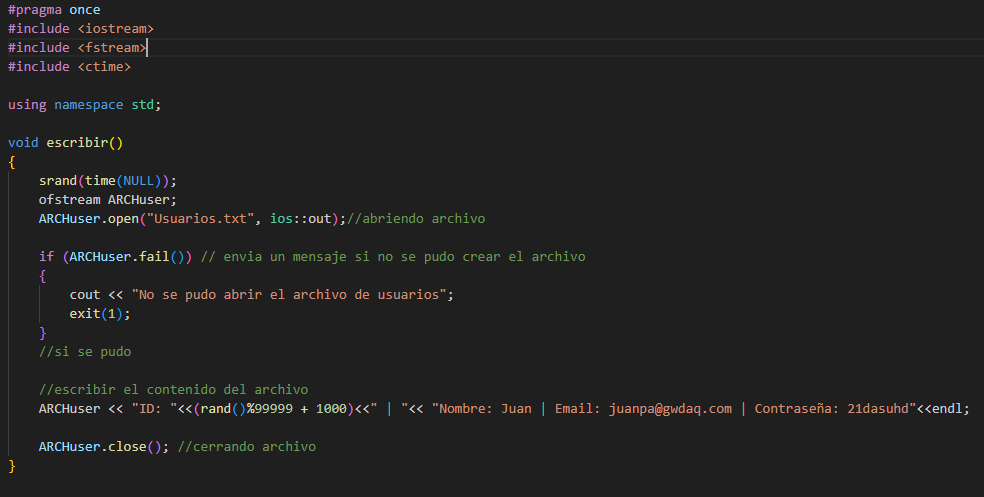 #pragma once
#include <iostream>
#include <fstream>
#include <ctime>
using namespace std;
void escribir()
{
srand(time(NULL));
ofstream ARCHuser;
ARCHuser.open("Usuarios.txt", ios::out);//abriendo archivo
if (ARCHuser.fail()) // envia un mensaje si no se pudo crear el archivo
{
cout << "No se pudo abrir el archivo de usuarios";
exit(1);
}
//si se pudo
//escribir el contenido del archivo
ARCHuser << "ID: "<<(rand()%99999 + 1000)<<" | "<< "Nombre: Juan | Email: juanpa@gwdaq.com | Contraseña: 21dasuhd"<<endl;
ARCHuser.close(); //cerrando archivo
}